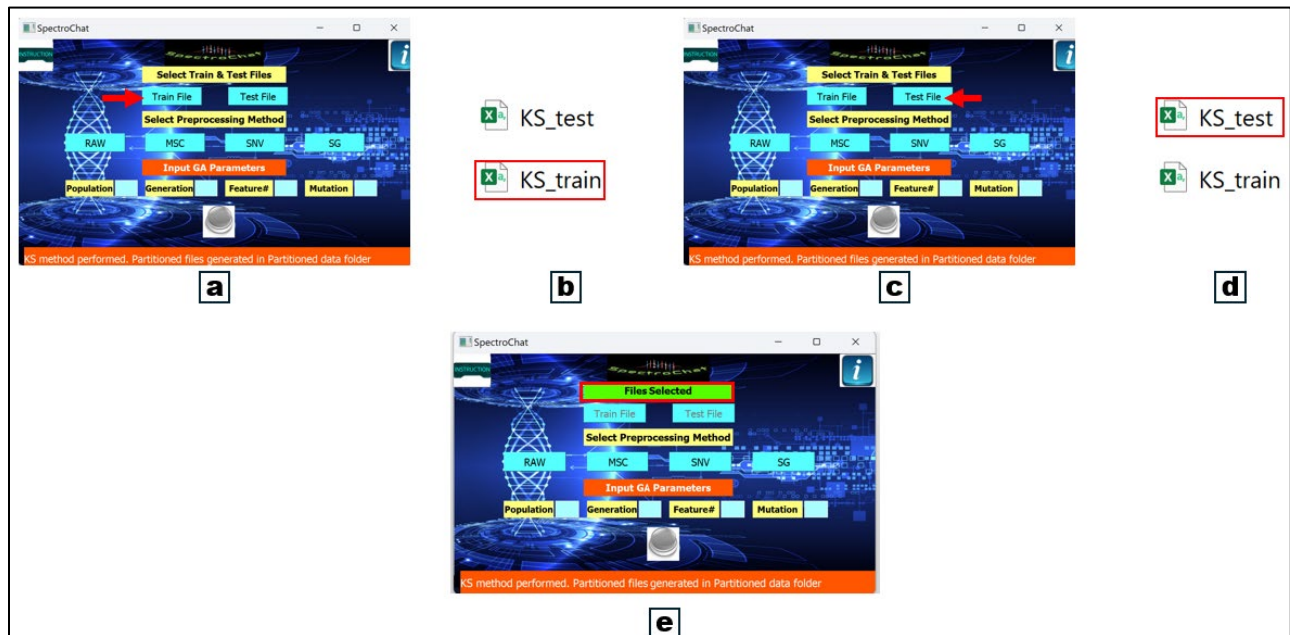 SpectroChat
INSTRUCTION
SpectroChat
i
Select Train & Test Files
Train File Test File
Select Preprocessing Method
RAW MSC SNV SG
Input GA Parameters
Population Generation Feature# Mutation
KS method performed. Partitioned files generated in Partitioned data folder
a
KS_test
KS_train
b
SpectroChat
INSTRUCTION
SpectroChat
i
Select Train & Test Files
Train File Test File
Select Preprocessing Method
RAW MSC SNV SG
Input GA Parameters
Population Generation Feature# Mutation
KS method performed. Partitioned files generated in Partitioned data folder
c
KS_test
KS_train
d
SpectroChat
INSTRUCTION
SpectroChat
i
Files Selected
Train File Test File
Select Preprocessing Method
RAW MSC SNV SG
Input GA Parameters
Population Generation Feature# Mutation
KS method performed. Partitioned files generated in Partitioned data folder
e